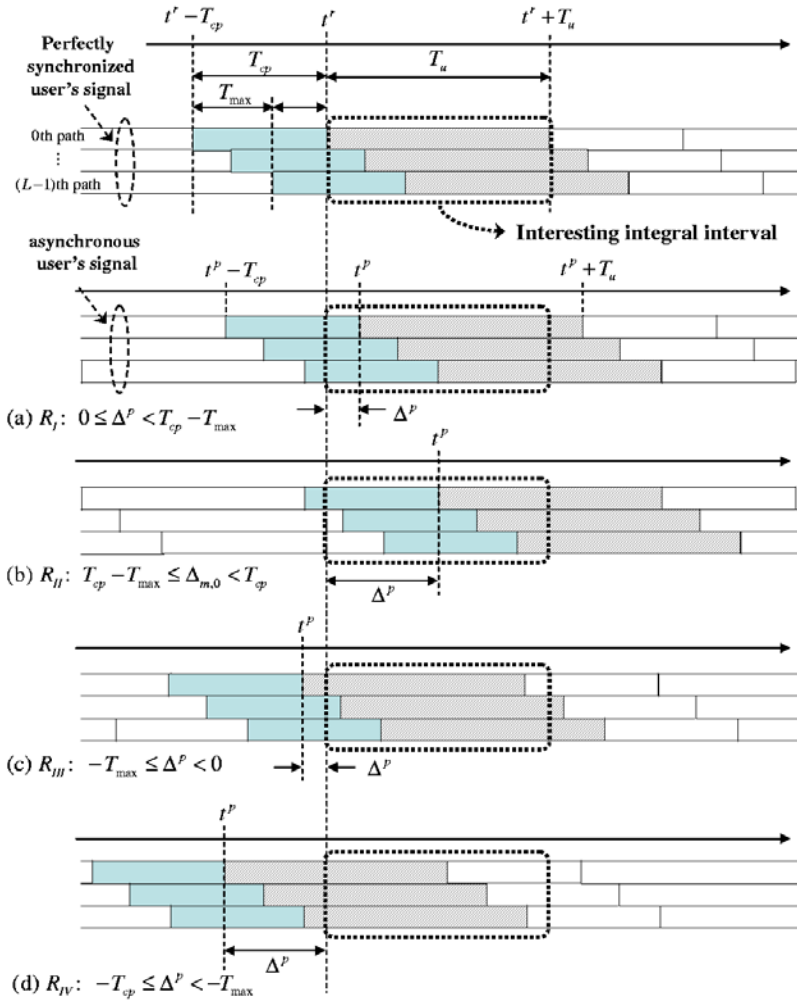 t^r − T_cp t^r t^r + T_u
Perfectly
synchronized
user's signal
T_cp T_u
T_max
0th path
⋮
(L−1)th path
Interesting integral interval
asynchronous
user's signal
t^p − T_cp t^p t^p + T_u
(a) R_I: 0 ≤ Δ^p < T_cp − T_max Δ^p
t^p
(b) R_II: T_cp − T_max ≤ Δ_m,0 < T_cp
Δ^p
t^p
(c) R_III: −T_max ≤ Δ^p < 0 Δ^p
t^p
Δ^p
(d) R_IV: −T_cp ≤ Δ^p < −T_max